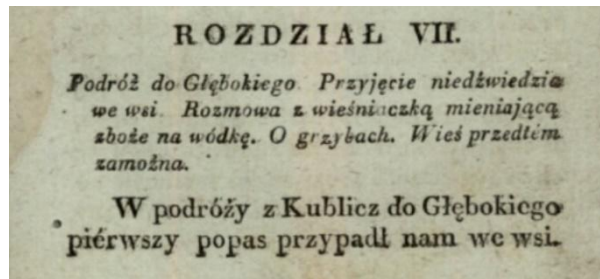 ROZDZIAŁ VII.
Podróż do Głębokiego. Przyjęcie niedźwiedzia
we wsi. Rozmowa z wieśniaczką mieniającą
zboże na wódkę. O grzybach. Wieś przedtém
zamożna.
W podróży z Kublicz do Głębokiego
piérwszy popas przypadł nam we wsi.